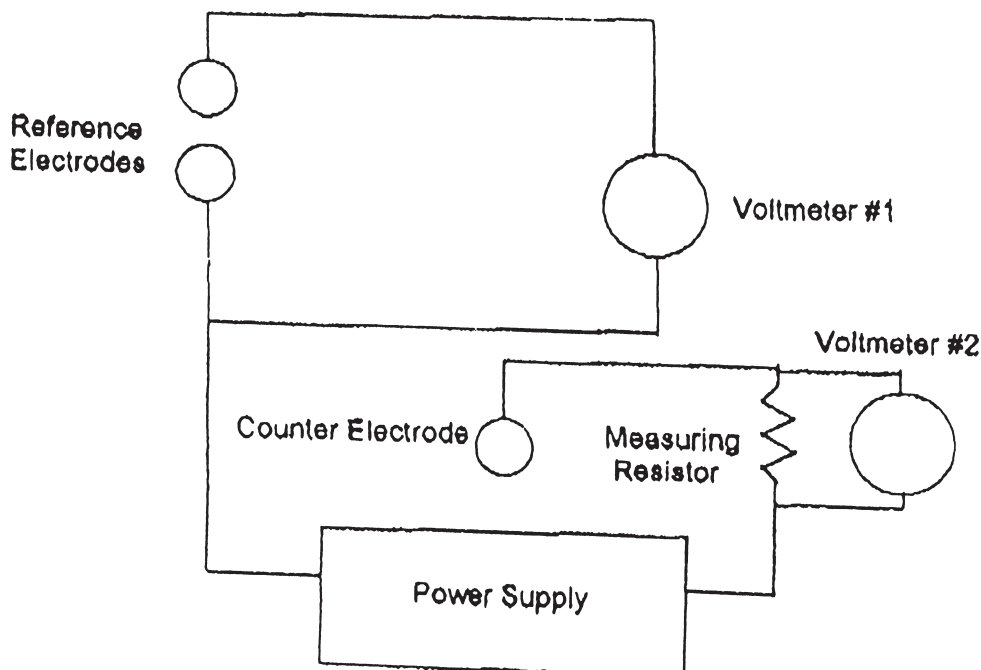 Reference
Electrodes
Voltmeter #1
Voltmeter #2
Counter Electrode
Measuring
Resistor
Power Supply